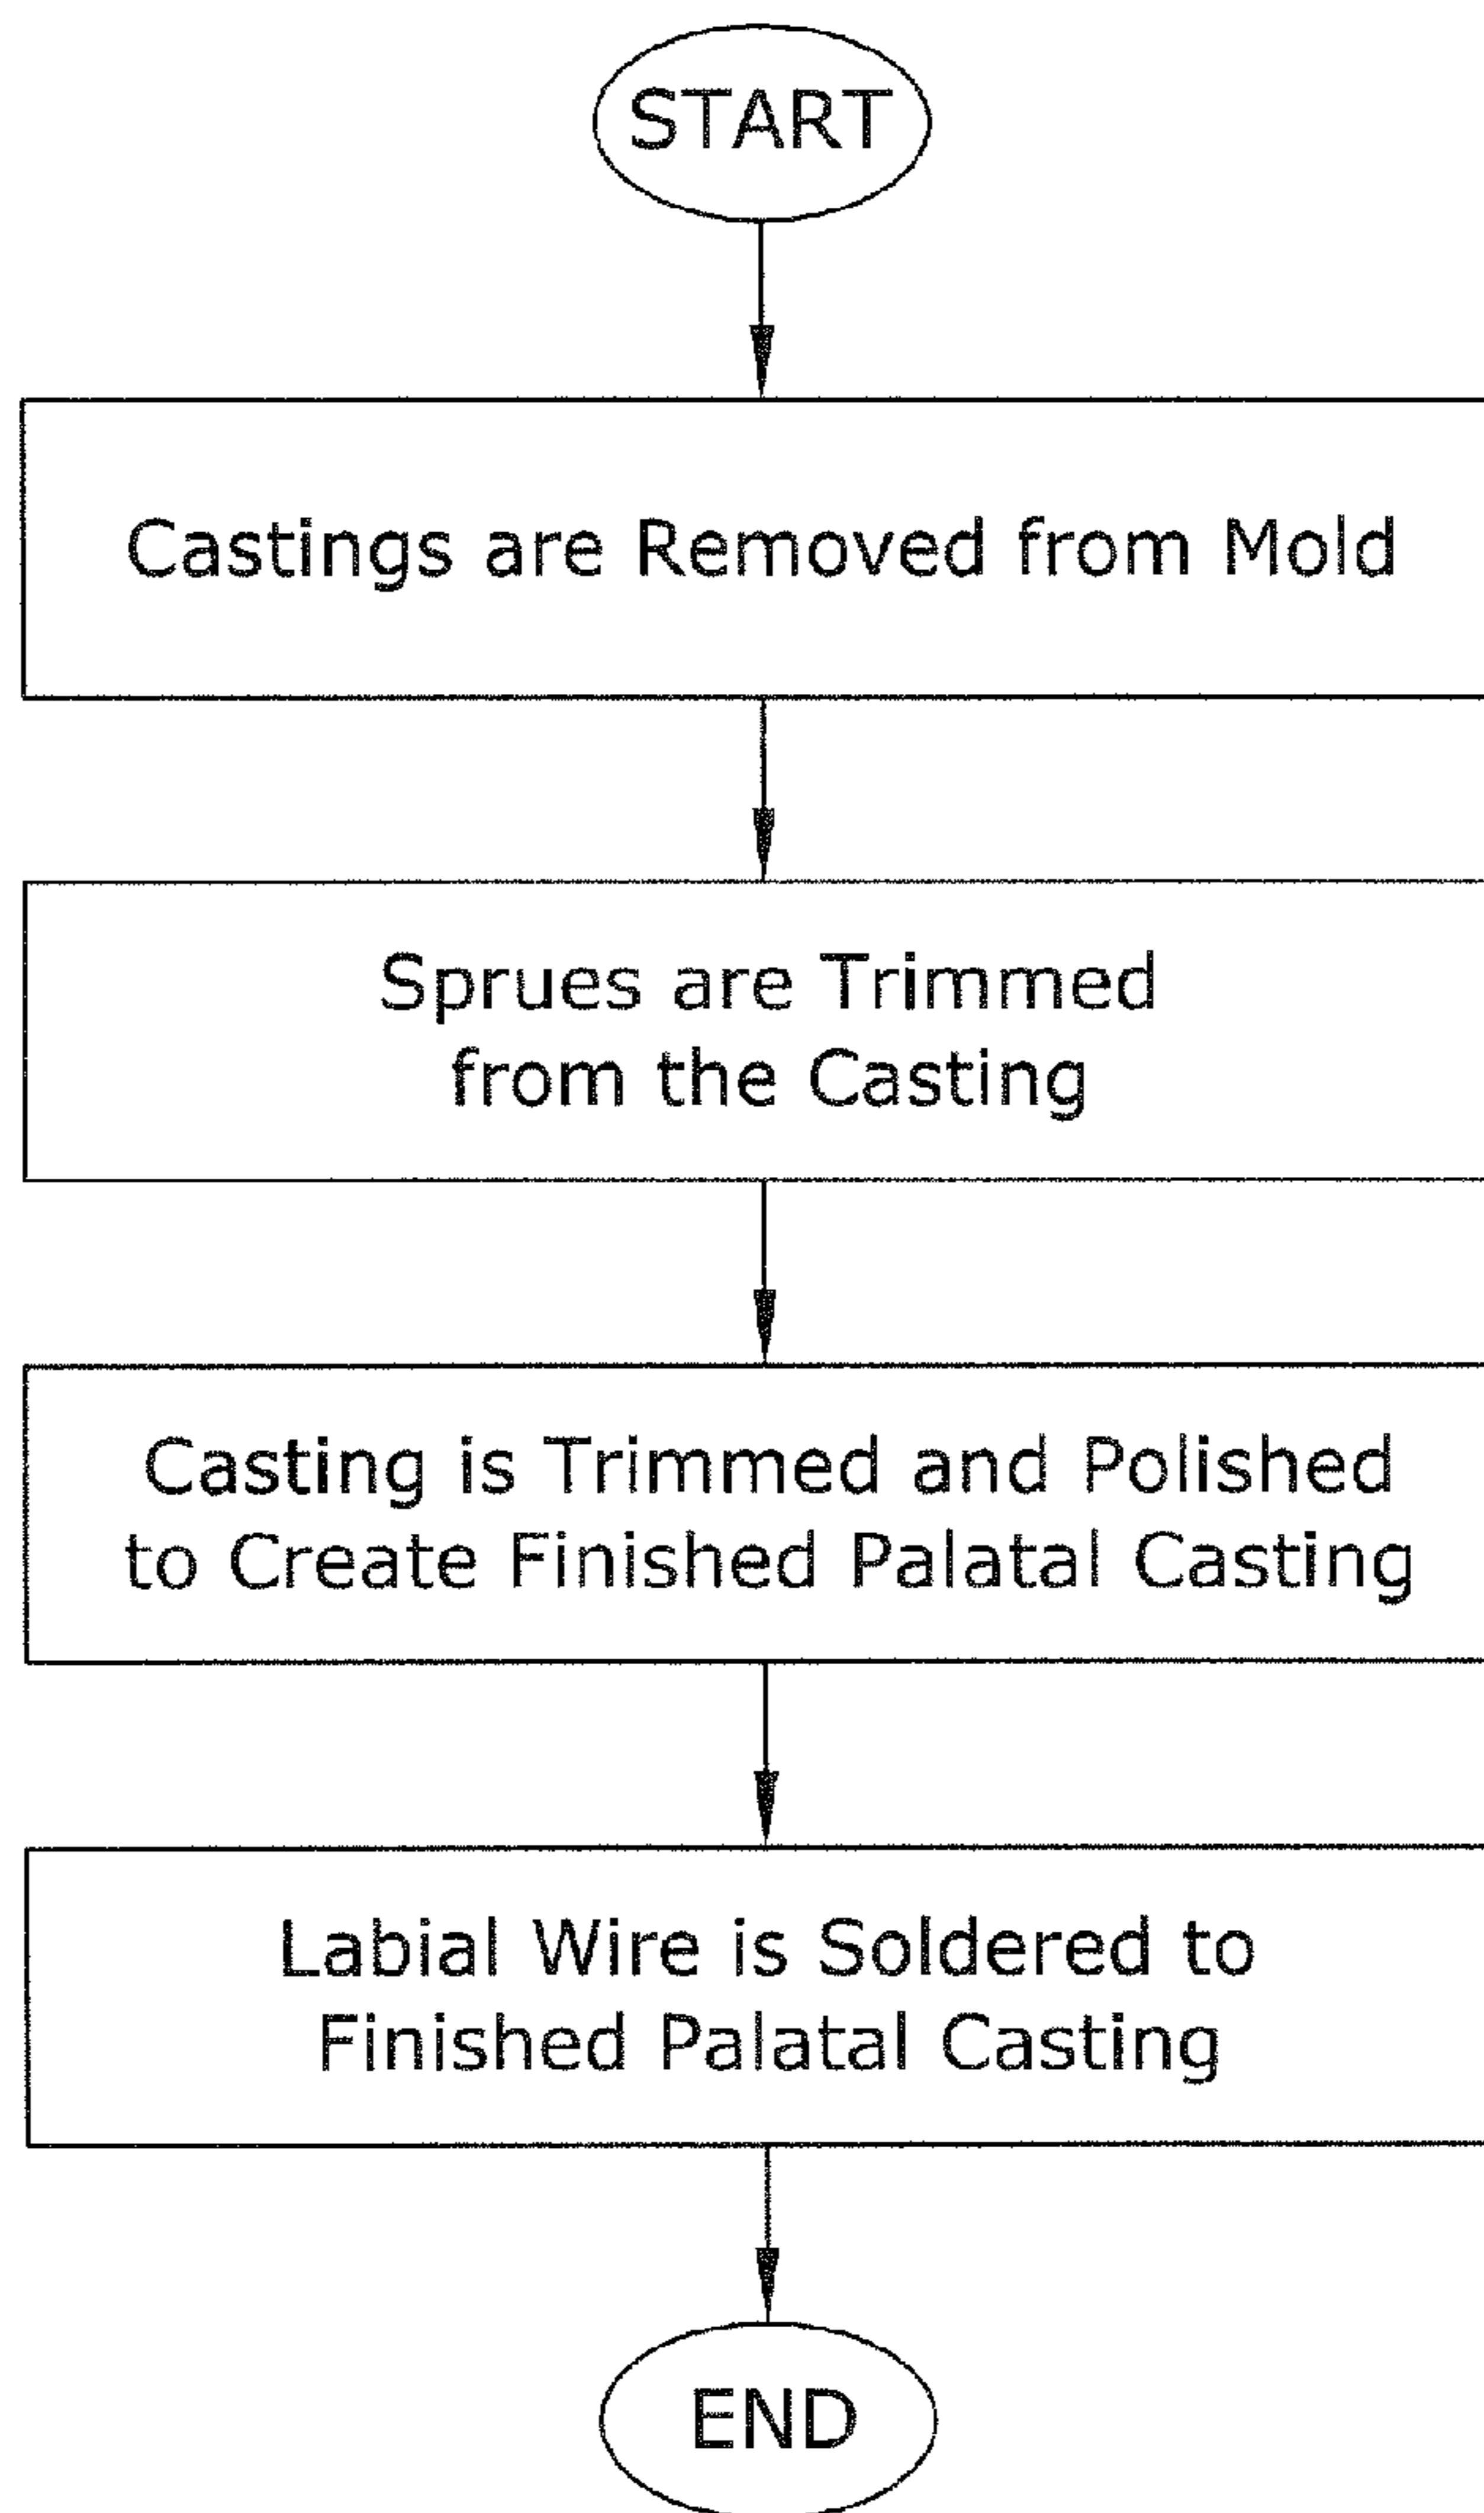 START
Castings are Removed from Mold
Sprues are Trimmed
from the Casting
Casting is Trimmed and Polished
to Create Finished Palatal Casting
Labial Wire is Soldered to
Finished Palatal Casting
END